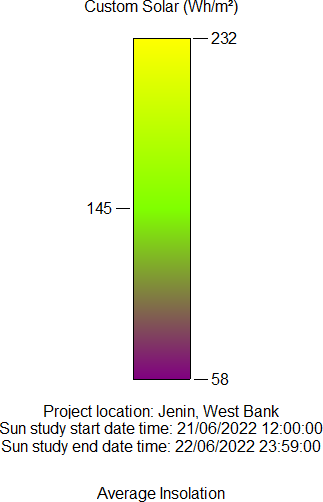 Custom Solar (Wh/m²)
232
145
58
Project location: Jenin, West Bank
Sun study start date time: 21/06/2022 12:00:00
Sun study end date time: 22/06/2022 23:59:00
Average Insolation